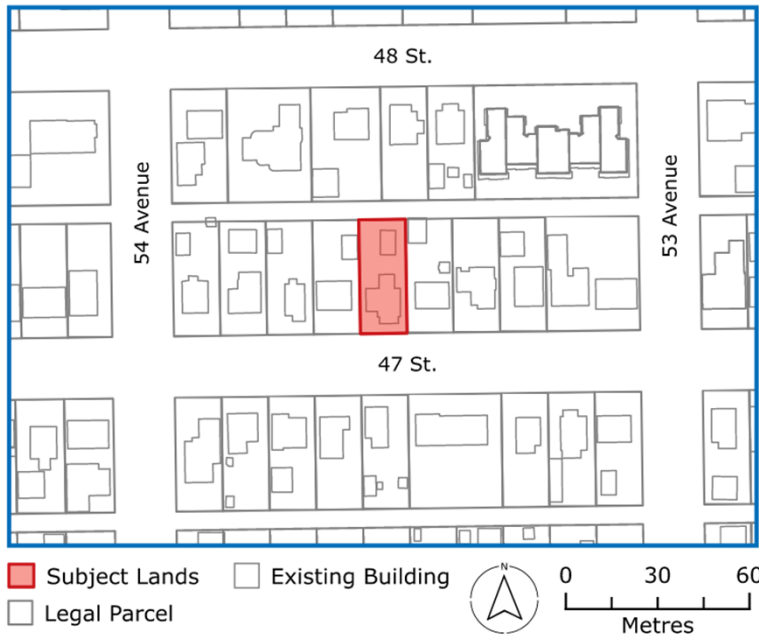 48 St.
54 Avenue
53 Avenue
47 St.
Subject Lands
Existing Building
Legal Parcel
N
0 30 60
Metres